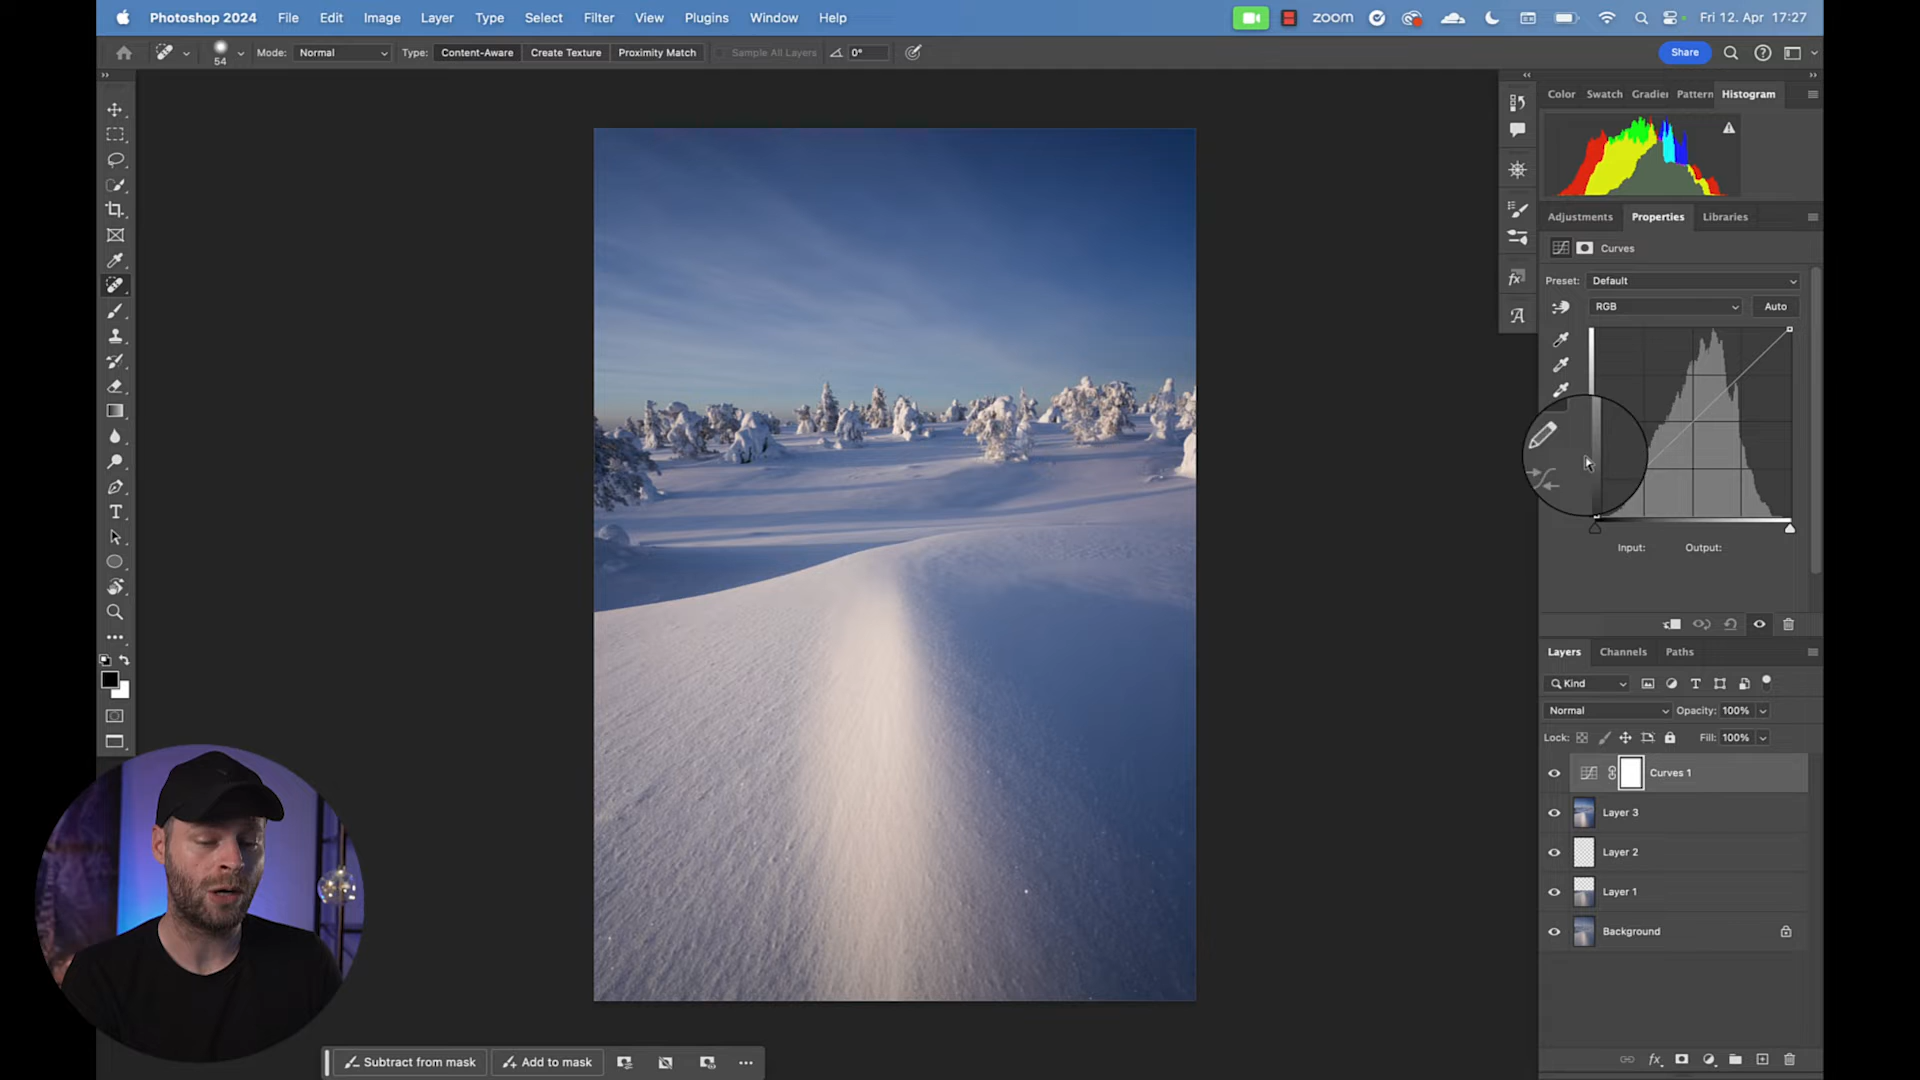 Photoshop 2024 File Edit Image Layer Type Select Filter View Plugins Window Help zoom Fri 12. Apr 17:27
54 Mode: Normal Type: Content-Aware Create Texture Proximity Match Sample All Layers 0° Share
Color Swatch Gradier Pattern Histogram
Adjustments Properties Libraries
Curves
Preset: Default
RGB Auto
Input: Output:
Layers Channels Paths
Kind
Normal Opacity: 100%
Lock: Fill: 100%
Curves 1
Layer 3
Layer 2
Layer 1
Background
Subtract from mask Add to mask